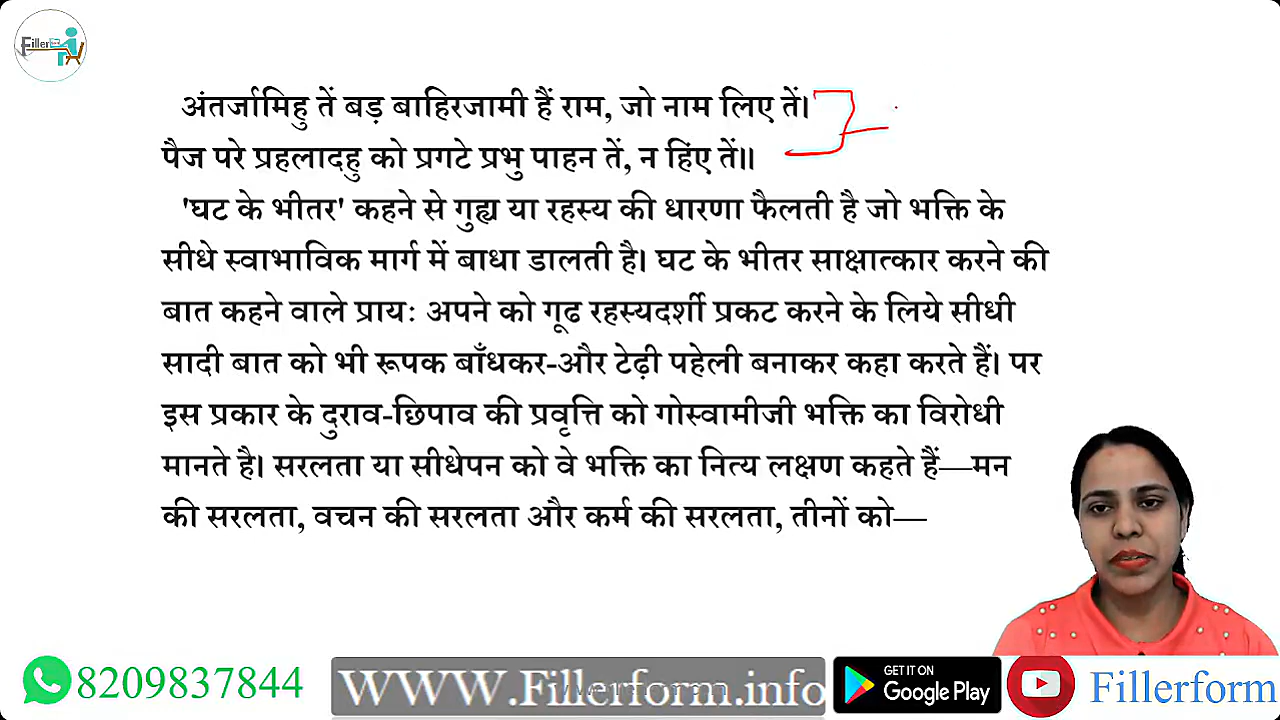 Fillerform
अंतर्जामिहु तें बड़ बाहिरजामी हैं राम, जो नाम लिए तें।
पैज परे प्रहलादहु को प्रगटे प्रभु पाहन तें, न हिंए तें॥
'घट के भीतर' कहने से गुह्य या रहस्य की धारणा फैलती है जो भक्ति के
सीधे स्वाभाविक मार्ग में बाधा डालती है। घट के भीतर साक्षात्कार करने की
बात कहने वाले प्रायः अपने को गूढ रहस्यदर्शी प्रकट करने के लिये सीधी
सादी बात को भी रूपक बाँधकर-और टेढ़ी पहेली बनाकर कहा करते हैं। पर
इस प्रकार के दुराव-छिपाव की प्रवृत्ति को गोस्वामीजी भक्ति का विरोधी
मानते है। सरलता या सीधेपन को वे भक्ति का नित्य लक्षण कहते हैं—मन
की सरलता, वचन की सरलता और कर्म की सरलता, तीनों को—
8209837844
WWW.Fillerform.info
GET IT ON
Google Play
Fillerform